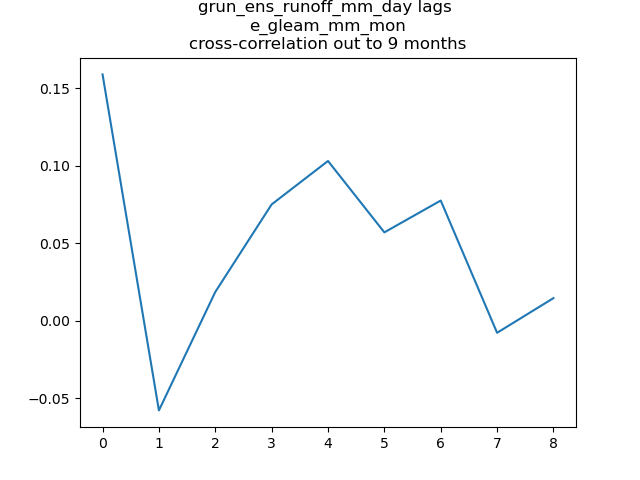 grun_ens_runoff_mm_day lags
e_gleam_mm_mon
cross-correlation out to 9 months
0.15
0.10
0.05
0.00
−0.05
0 1 2 3 4 5 6 7 8